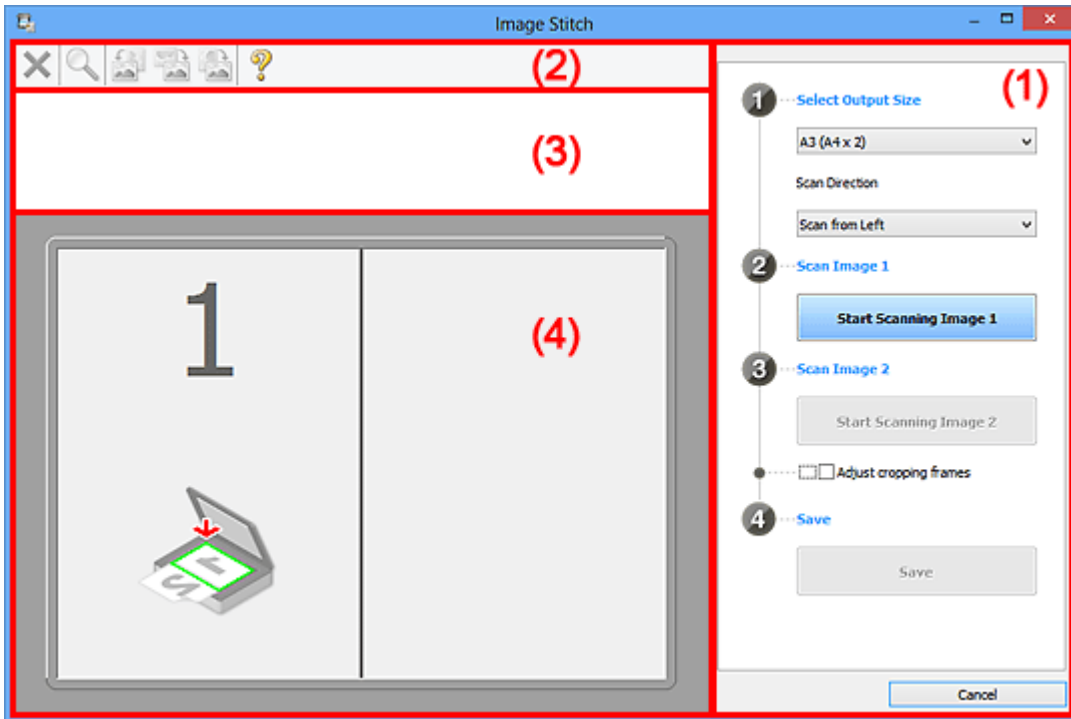 Image Stitch
(2)
(3)
1
(4)
1
2
(1)
1 Select Output Size
A3 (A4 x 2)
Scan Direction
Scan from Left
2 Scan Image 1
Start Scanning Image 1
3 Scan Image 2
Start Scanning Image 2
Adjust cropping frames
4 Save
Save
Cancel